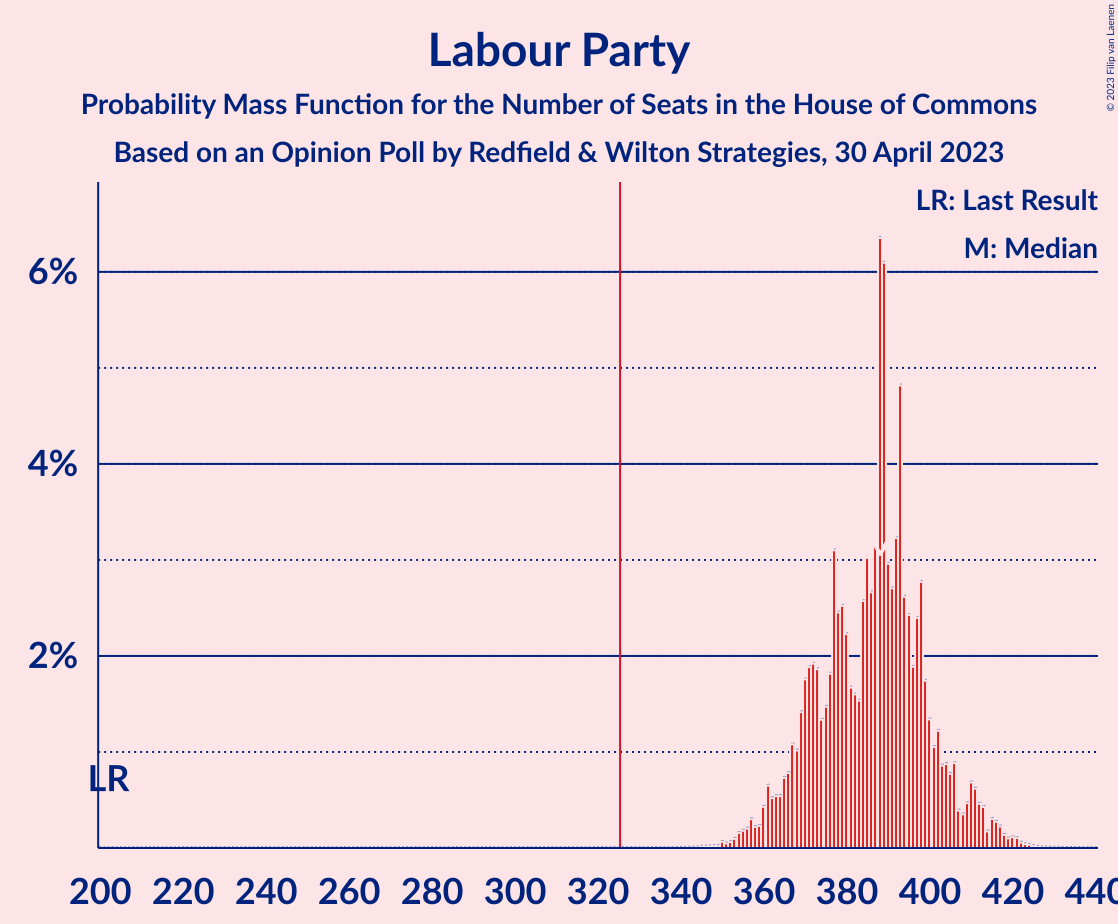 Labour Party
Probability Mass Function for the Number of Seats in the House of Commons
Based on an Opinion Poll by Redfield & Wilton Strategies, 30 April 2023
© 2023 Filip van Laenen
LR: Last Result
M: Median
6%
4%
2%
LR
200 220 240 260 280 300 320 340 360 380 400 420 440